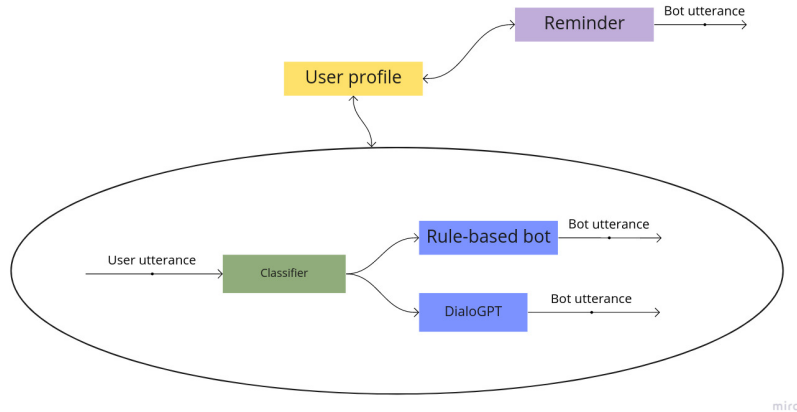 Bot utterance
Reminder
User profile
Bot utterance
Rule-based bot
User utterance
Classifier
Bot utterance
DialoGPT
miro